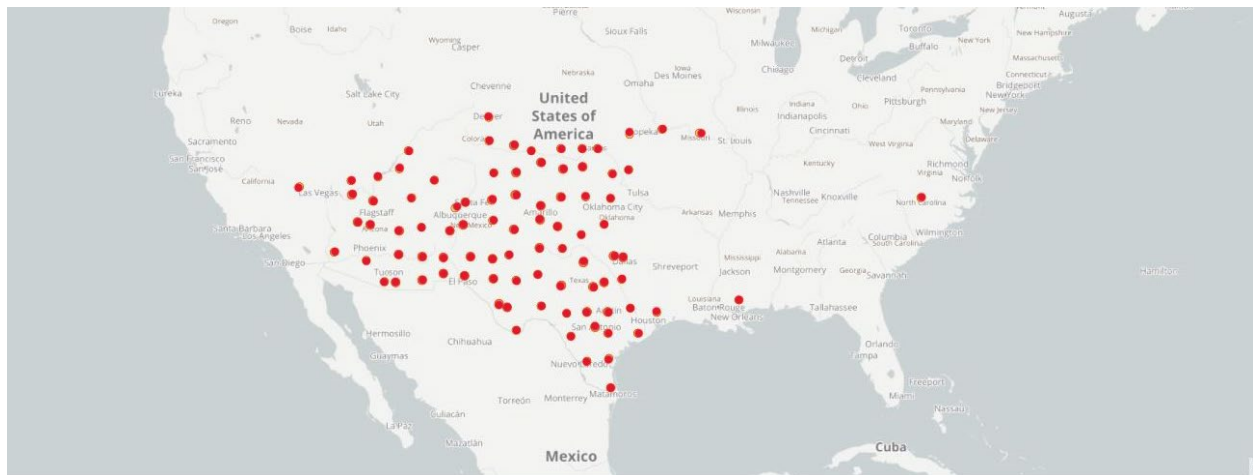 Pierre
Wisconsin
Augusta
Oregon
Boise
Idaho
Sioux Falls
Michigan
Toronto
New Hampshire
Wyoming
Casper
Milwaukee
Buffalo
New York
Detroit
Massachusetts
Iowa
Des Moines
Chicago
Nebraska
Omaha
Cleveland
Connecticut
Bridgeport
Eureka
Salt Lake City
Cheyenne
Pennsylvania
New York
United
States of
America
Illinois
Indiana
Indianapolis
Ohio
Pittsburgh
New Jersey
Reno
Nevada
Utah
Maryland
Cincinnati
Delaware
Sacramento
St. Louis
West Virginia
San Francisco
San José
Kentucky
Richmond
Virginia
Norfolk
California
Las Vegas
Tulsa
Nashville
Tennessee
Knoxville
North Carolina
Albuquerque
Amarillo
Oklahoma City
Oklahoma
Arkansas
Memphis
Flagstaff
Arizona
New Mexico
Santa Barbara
Los Angeles
Columbia
South Carolina
Wilmington
Phoenix
Atlanta
Alabama
San Diego
Dallas
Shreveport
Mississippi
Jackson
Montgomery
Georgia
Savannah
Hamilton
Tucson
El Paso
Texas
Louisiana
Baton Rouge
New Orleans
Tallahassee
Austin
Houston
San Antonio
Hermosillo
Chihuahua
Orlando
Guaymas
Freeport
Miami
Nassau
Torreón
Monterrey
Matamoros
Culiacán
La Paz
Mazatlán
Mexico
Cuba